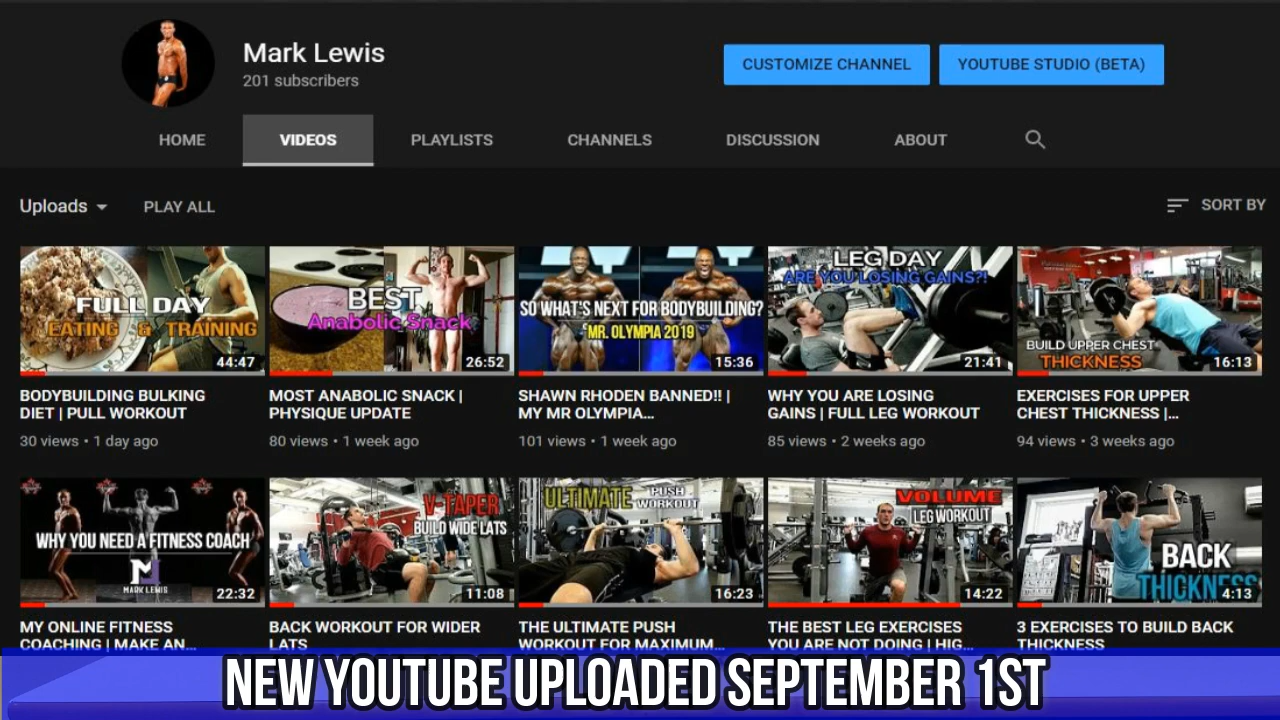 Mark Lewis
201 subscribers
CUSTOMIZE CHANNEL
YOUTUBE STUDIO (BETA)
HOME
VIDEOS
PLAYLISTS
CHANNELS
DISCUSSION
ABOUT
Uploads
PLAY ALL
SORT BY
FULL DAY
EATING & TRAINING
44:47
BODYBUILDING BULKING
DIET | PULL WORKOUT
30 views • 1 day ago
BEST
Anabolic Snack
26:52
MOST ANABOLIC SNACK |
PHYSIQUE UPDATE
80 views • 1 week ago
SO WHAT'S NEXT FOR BODYBUILDING?
MR. OLYMPIA 2019
15:36
SHAWN RHODEN BANNED!! |
MY MR OLYMPIA...
101 views • 1 week ago
LEG DAY
ARE YOU LOSING GAINS?!
21:41
WHY YOU ARE LOSING
GAINS | FULL LEG WORKOUT
85 views • 2 weeks ago
BUILD UPPER CHEST
THICKNESS
16:13
EXERCISES FOR UPPER
CHEST THICKNESS |...
94 views • 3 weeks ago
WHY YOU NEED A FITNESS COACH
MARK LEWIS
22:32
MY ONLINE FITNESS
COACHING | MAKE AN...
V-TAPER
BUILD WIDE LATS
11:08
BACK WORKOUT FOR WIDER
LATS
ULTIMATE
PUSH
WORKOUT
16:23
THE ULTIMATE PUSH
WORKOUT FOR MAXIMUM...
VOLUME
LEG WORKOUT
14:22
THE BEST LEG EXERCISES
YOU ARE NOT DOING | HIG...
BACK
THICKNESS
4:13
3 EXERCISES TO BUILD BACK
THICKNESS
NEW YOUTUBE UPLOADED SEPTEMBER 1ST